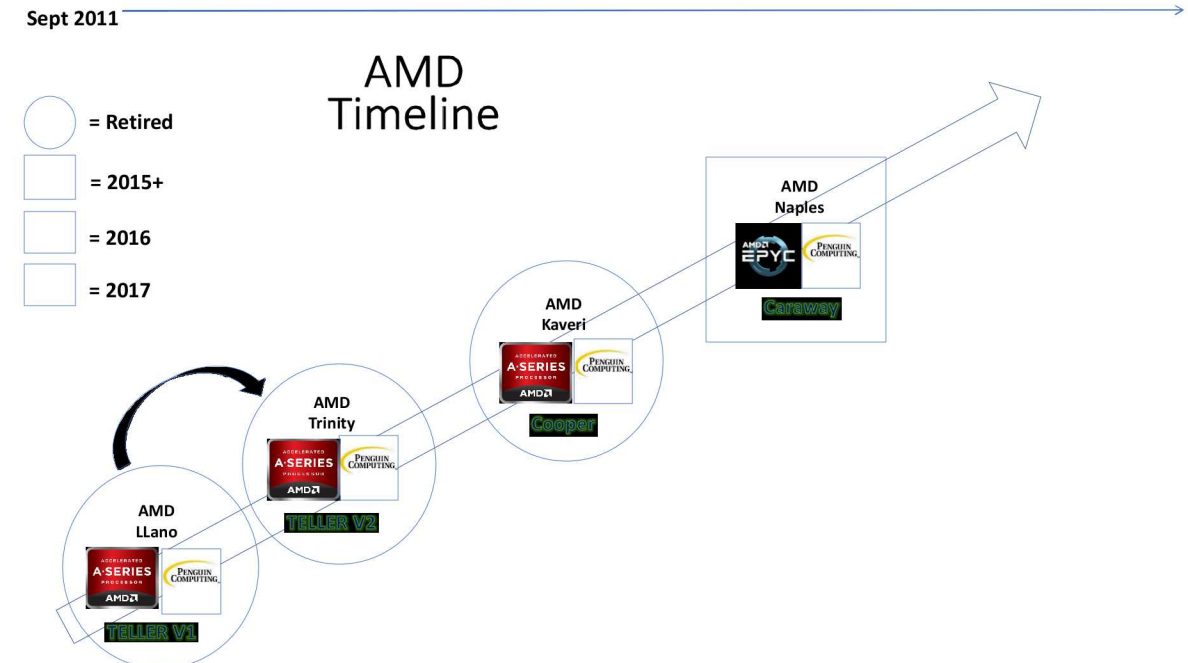 Sept 2011
AMD
Timeline
= Retired
= 2015+
= 2016
= 2017
AMD
Naples
AMD
EPYC
PENGUIN
COMPUTING
Caraway
AMD
Kaveri
ACCELERATED
A-SERIES
PROCESSOR
AMD
PENGUIN
COMPUTING
Cooper
AMD
Trinity
ACCELERATED
A-SERIES
PROCESSOR
AMD
PENGUIN
COMPUTING
TELLER V2
AMD
LLano
ACCELERATED
A-SERIES
PROCESSOR
AMD
PENGUIN
COMPUTING
TELLER V1